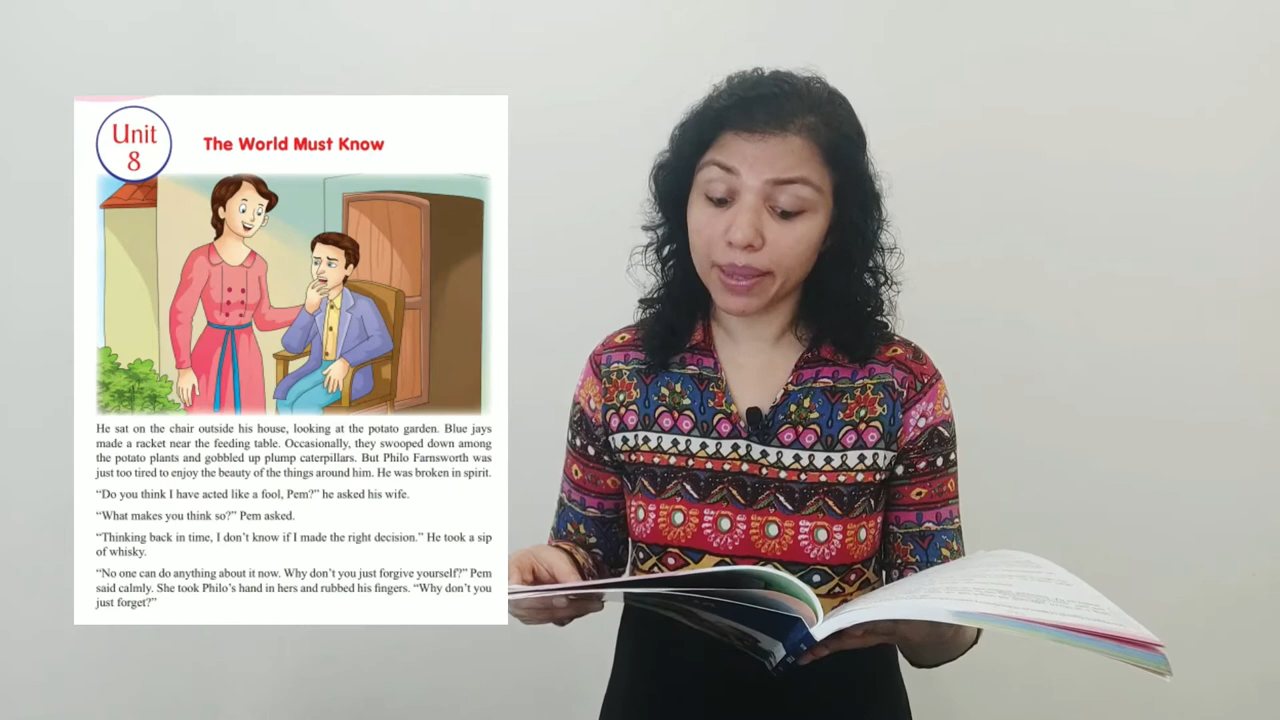 Unit
8
The World Must Know
He sat on the chair outside his house, looking at the potato garden. Blue jays
made a racket near the feeding table. Occasionally, they swooped down among
the potato plants and gobbled up plump caterpillars. But Philo Farnsworth was
just too tired to enjoy the beauty of the things around him. He was broken in spirit.
“Do you think I have acted like a fool, Pem?” he asked his wife.
“What makes you think so?” Pem asked.
“Thinking back in time, I don’t know if I made the right decision.” He took a sip
of whisky.
“No one can do anything about it now. Why don’t you just forgive yourself?” Pem
said calmly. She took Philo’s hand in hers and rubbed his fingers. “Why don’t you
just forget?”